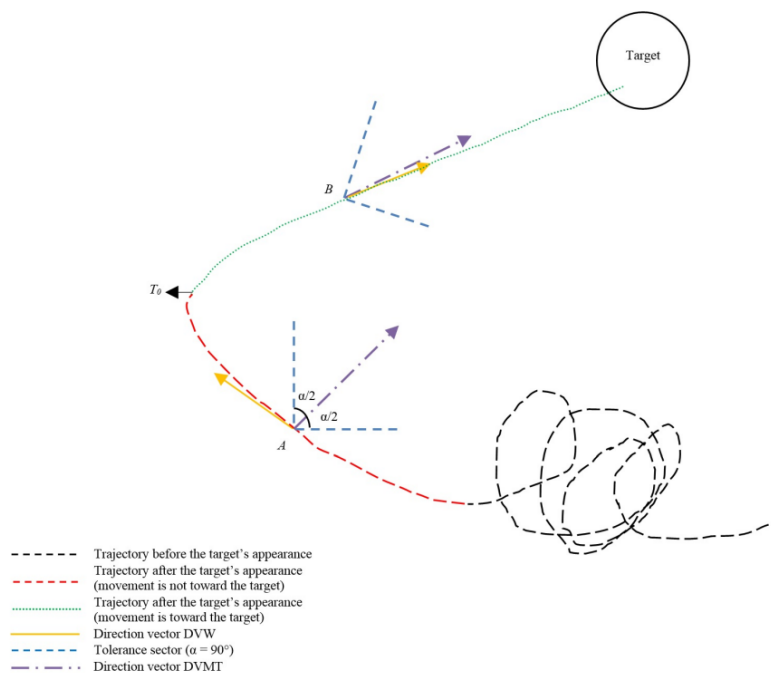 Target
B
T₀
α/2
α/2
A
Trajectory before the target's appearance
Trajectory after the target's appearance
(movement is not toward the target)
Trajectory after the target's appearance
(movement is toward the target)
Direction vector DVW
Tolerance sector (α = 90°)
Direction vector DVMT